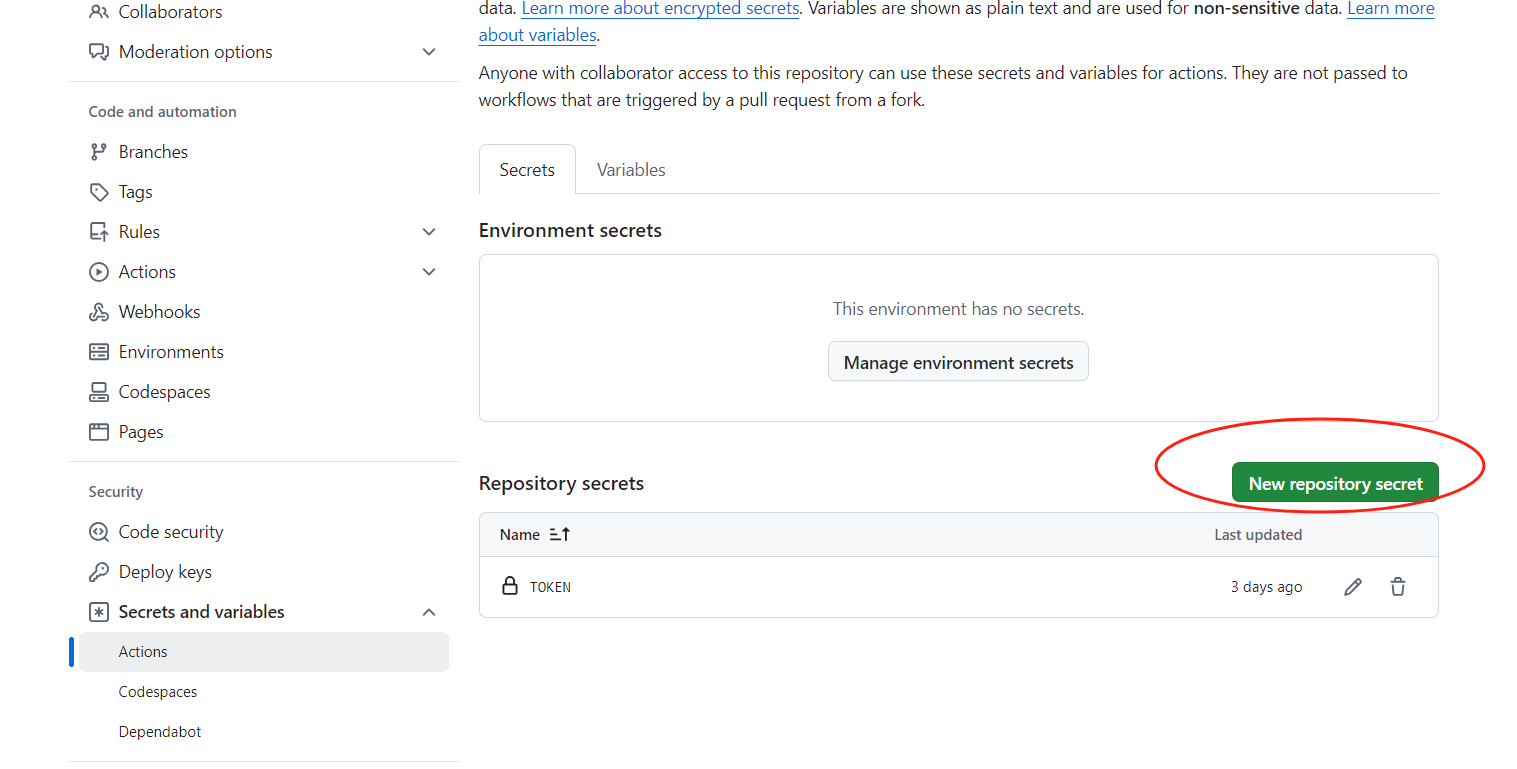 Collaborators
Moderation options
Code and automation
Branches
Tags
Rules
Actions
Webhooks
Environments
Codespaces
Pages
Security
Code security
Deploy keys
Secrets and variables
Actions
Codespaces
Dependabot
data. Learn more about encrypted secrets. Variables are shown as plain text and are used for non-sensitive data. Learn more
about variables.
Anyone with collaborator access to this repository can use these secrets and variables for actions. They are not passed to
workflows that are triggered by a pull request from a fork.
Secrets Variables
Environment secrets
This environment has no secrets.
Manage environment secrets
Repository secrets New repository secret
Name Last updated
TOKEN 3 days ago